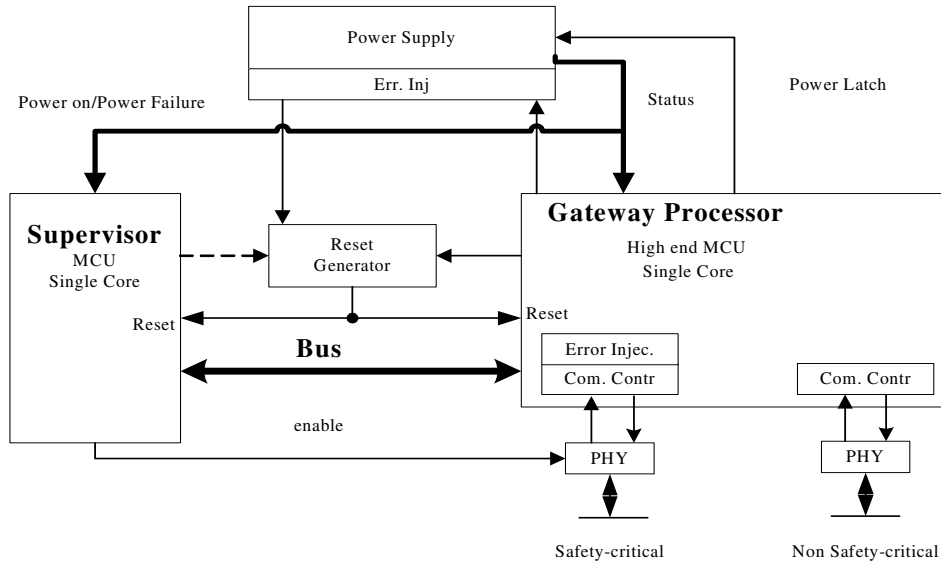 Power Supply
Err. Inj
Power on/Power Failure
Status
Power Latch
Supervisor
MCU
Single Core
Reset
Generator
Gateway Processor
High end MCU
Single Core
Reset
Reset
Bus
Error Injec.
Com. Contr
Com. Contr
enable
PHY
PHY
Safety-critical
Non Safety-critical